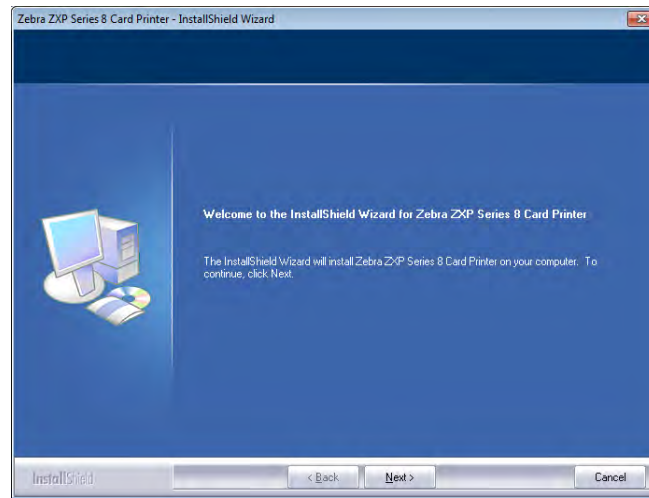 Zebra ZXP Series 8 Card Printer - InstallShield Wizard
Welcome to the InstallShield Wizard for Zebra ZXP Series 8 Card Printer
The InstallShield Wizard will install Zebra ZXP Series 8 Card Printer on your computer. To
continue, click Next.
InstallShield
< Back
Next >
Cancel